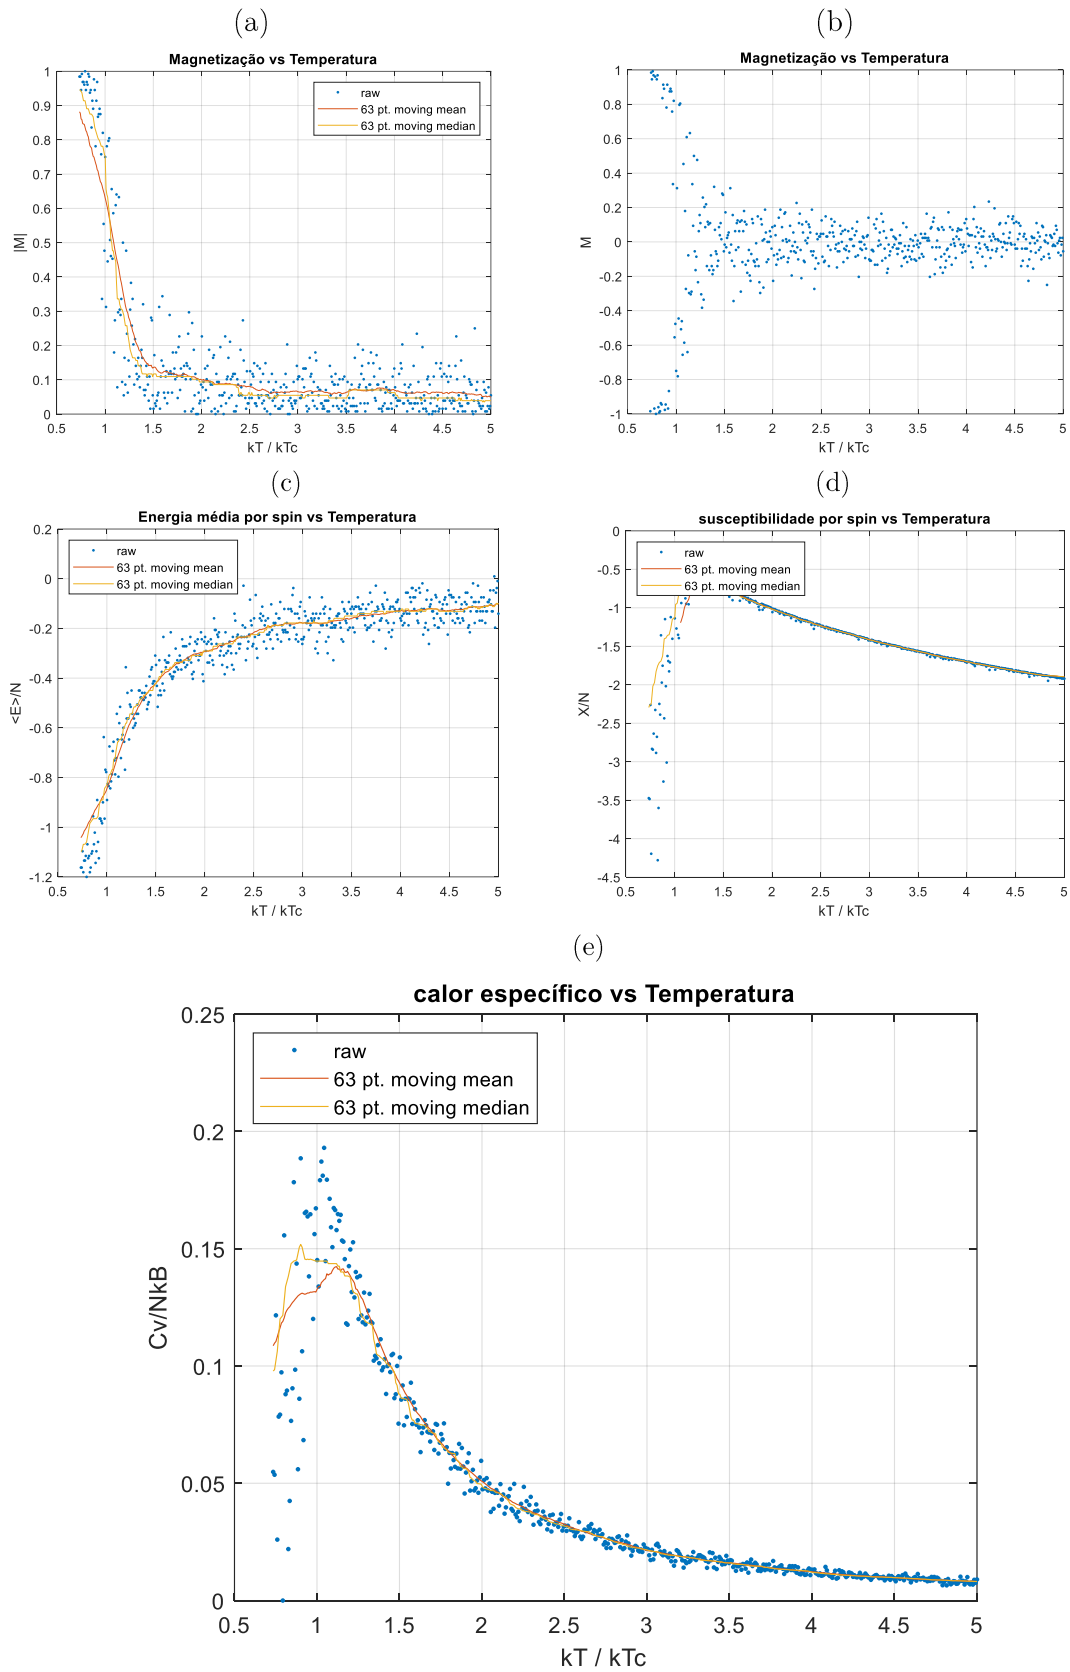 (a)
Magnetização vs Temperatura
raw
63 pt. moving mean
63 pt. moving median
1
0.9
0.8
0.7
0.6
0.5
0.4
0.3
0.2
0.1
0
|M|
0.5 1 1.5 2 2.5 3 3.5 4 4.5 5
kT / kTc
(b)
Magnetização vs Temperatura
1
0.8
0.6
0.4
0.2
0
-0.2
-0.4
-0.6
-0.8
-1
M
0.5 1 1.5 2 2.5 3 3.5 4 4.5 5
kT / kTc
(c)
Energia média por spin vs Temperatura
raw
63 pt. moving mean
63 pt. moving median
0.2
0
-0.2
-0.4
-0.6
-0.8
-1
-1.2
<E>/N
0.5 1 1.5 2 2.5 3 3.5 4 4.5 5
kT / kTc
(d)
susceptibilidade por spin vs Temperatura
raw
63 pt. moving mean
63 pt. moving median
0
-0.5
-1
-1.5
-2
-2.5
-3
-3.5
-4
-4.5
X/N
0.5 1 1.5 2 2.5 3 3.5 4 4.5 5
kT / kTc
(e)
calor específico vs Temperatura
raw
63 pt. moving mean
63 pt. moving median
0.25
0.2
0.15
0.1
0.05
0
Cv/NkB
0.5 1 1.5 2 2.5 3 3.5 4 4.5 5
kT / kTc